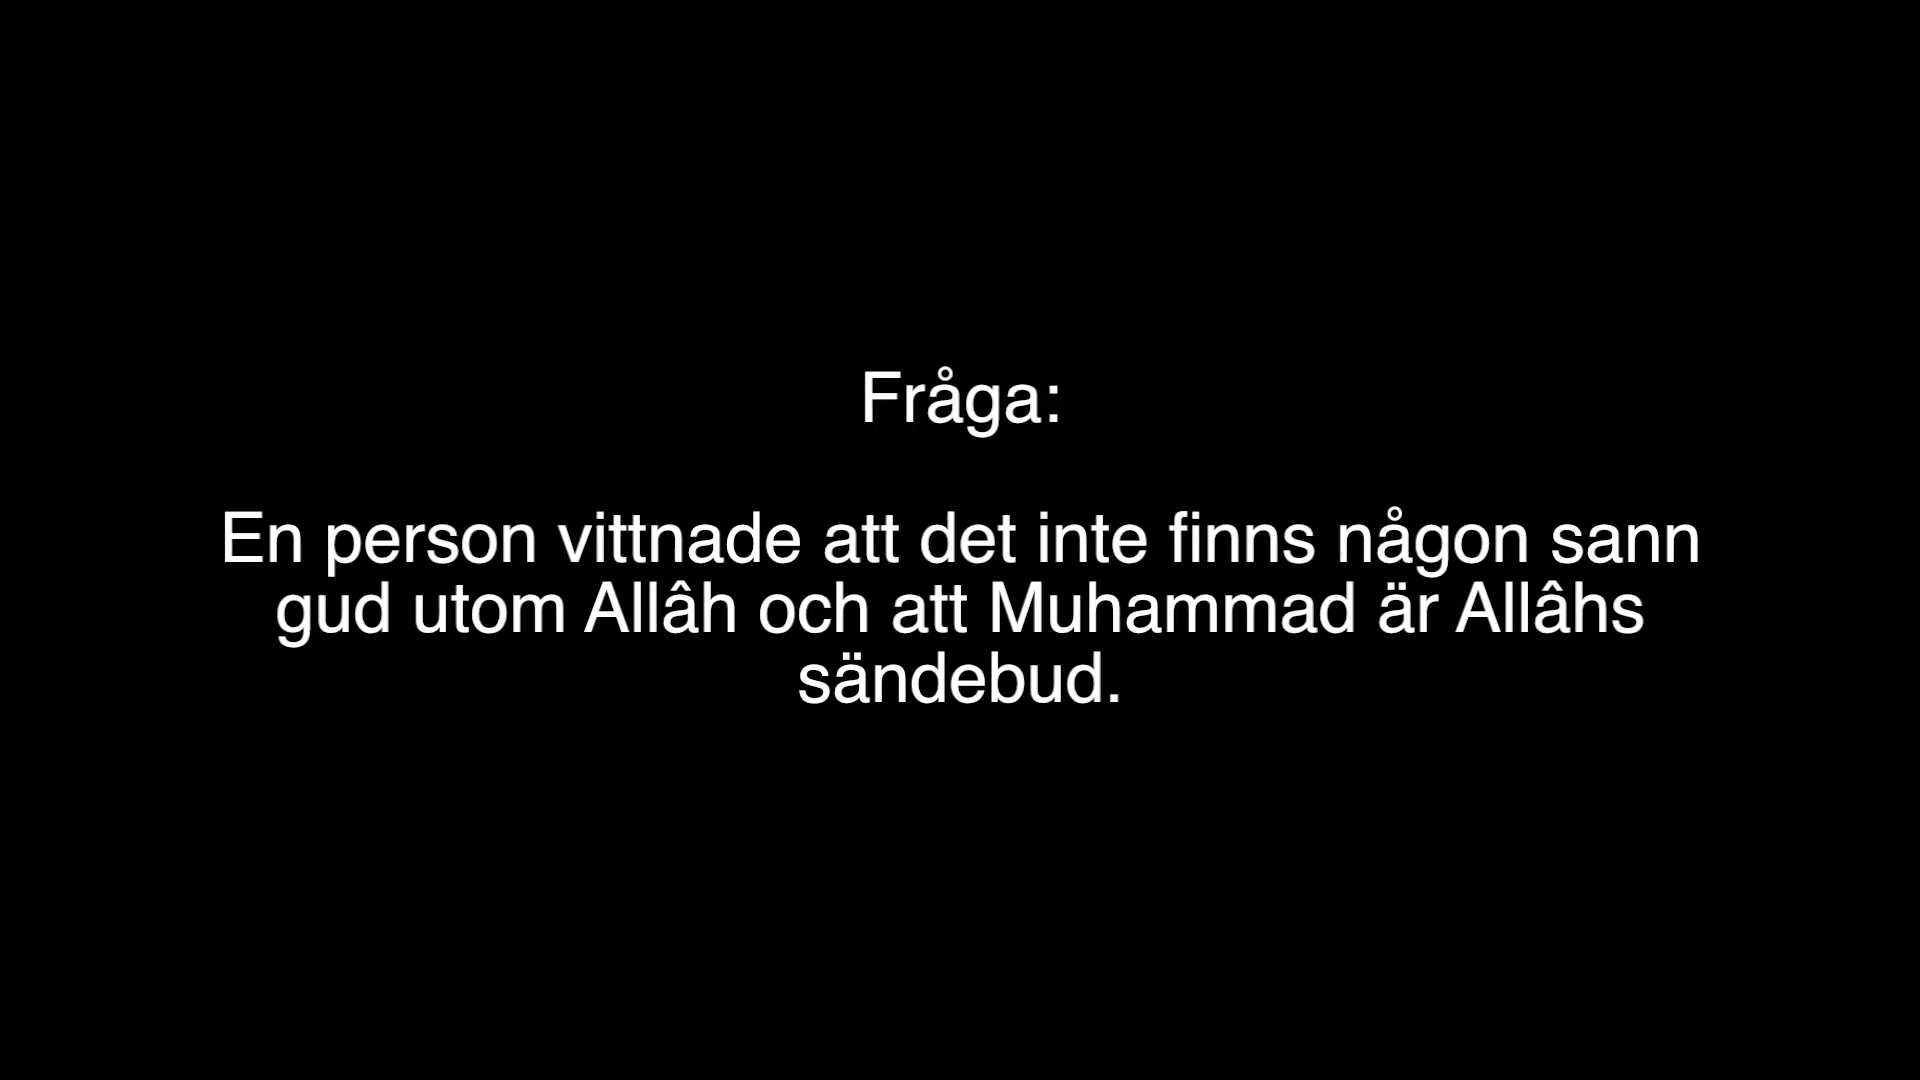 Fråga:
En person vittnade att det inte finns någon sann
gud utom Allâh och att Muhammad är Allâhs
sändebud.